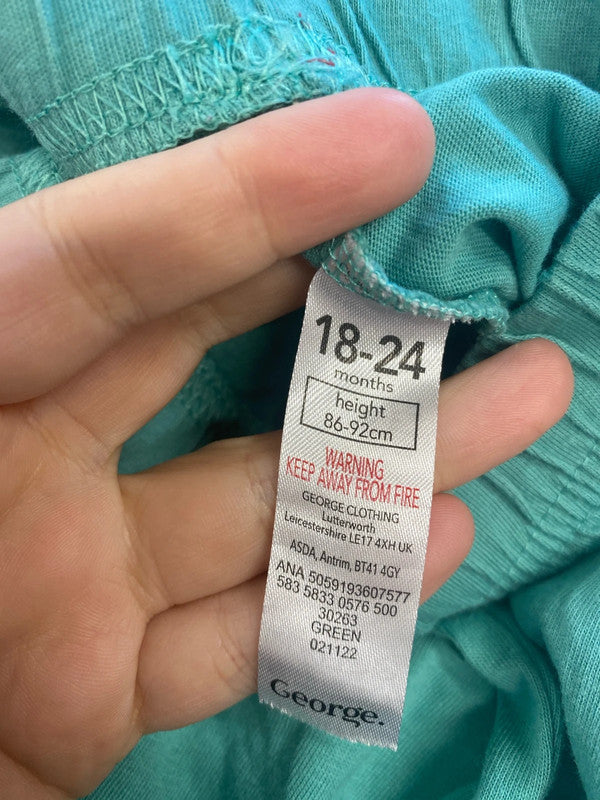 18-24
months
height
86-92cm
WARNING
KEEP AWAY FROM FIRE
GEORGE CLOTHING
Lutterworth
Leicestershire LE17 4XH UK
ASDA, Antrim, BT41 4GY
ANA 5059193607577
583 5833 0576 500
30263
GREEN
021122
George.